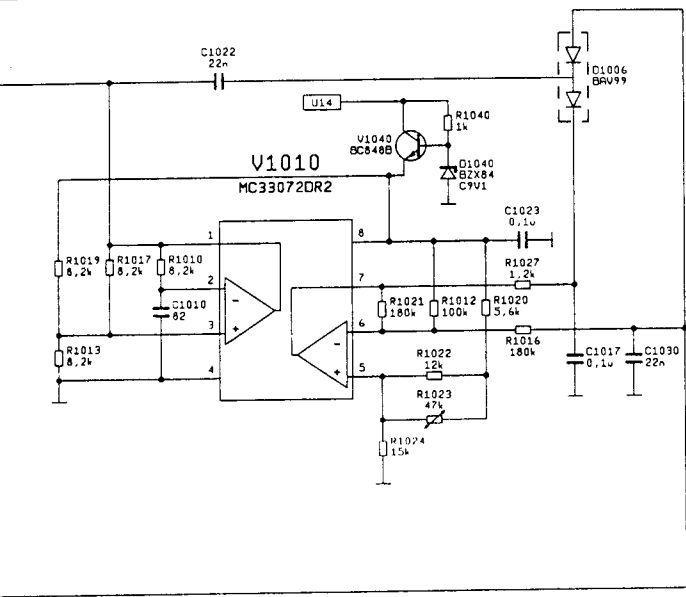 C1022
22n
D1006
BAV99
U14
R1040
1k
V1040
BC848B
V1010
MC33072DR2
D1040
BZX84
C9V1
C1023
0,1u
1
8
R1019
8,2k
R1017
8,2k
R1010
8,2k
R1027
1,2k
2
7
C1010
82
R1021
180k
R1012
100k
R1020
5,6k
3
6
R1016
180k
R1013
8,2k
4
5
R1022
12k
C1017
0,1u
C1030
22n
R1023
47k
R1024
15k
- 
+
-
+